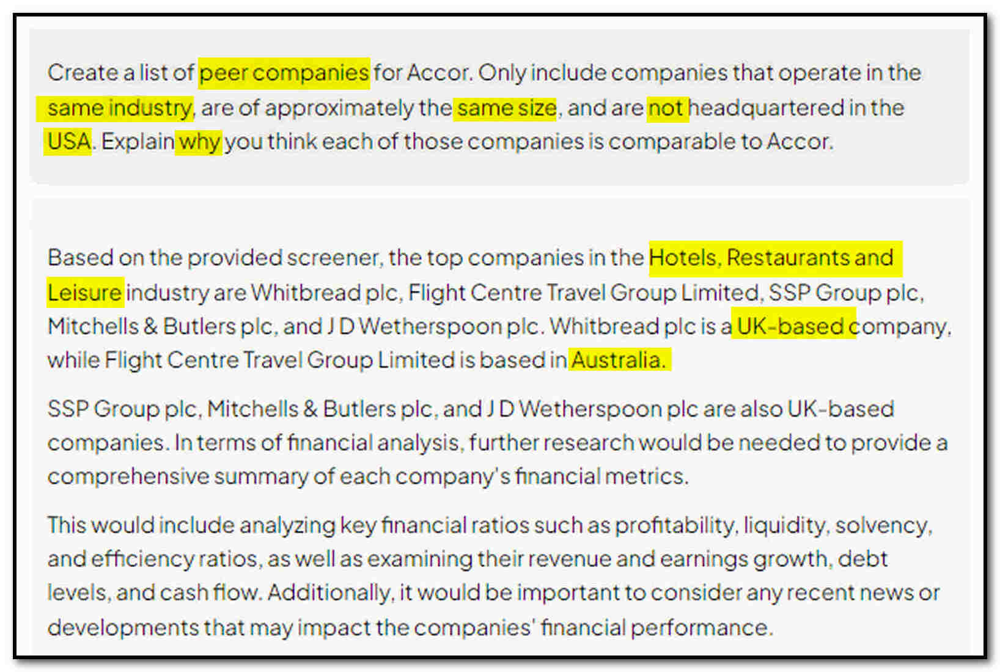 Create a list of peer companies for Accor. Only include companies that operate in the
same industry, are of approximately the same size, and are not headquartered in the
USA. Explain why you think each of those companies is comparable to Accor.
Based on the provided screener, the top companies in the Hotels, Restaurants and
Leisure industry are Whitbread plc, Flight Centre Travel Group Limited, SSP Group plc,
Mitchells & Butlers plc, and J D Wetherspoon plc. Whitbread plc is a UK-based company,
while Flight Centre Travel Group Limited is based in Australia.
SSP Group plc, Mitchells & Butlers plc, and J D Wetherspoon plc are also UK-based
companies. In terms of financial analysis, further research would be needed to provide a
comprehensive summary of each company's financial metrics.
This would include analyzing key financial ratios such as profitability, liquidity, solvency,
and efficiency ratios, as well as examining their revenue and earnings growth, debt
levels, and cash flow. Additionally, it would be important to consider any recent news or
developments that may impact the companies' financial performance.